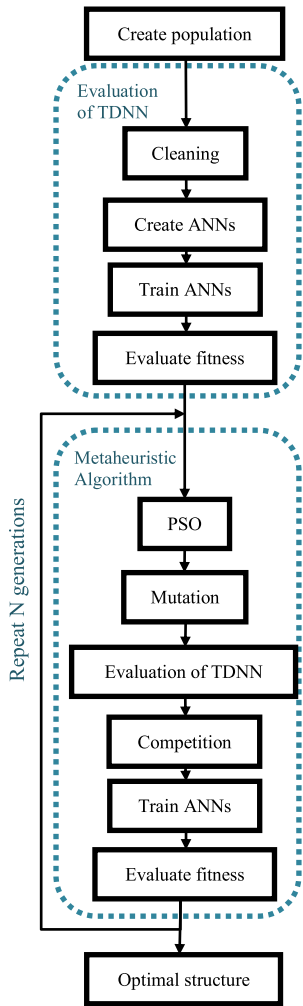 Create population
Evaluation
of TDNN
Cleaning
Create ANNs
Train ANNs
Evaluate fitness
Metaheuristic
Algorithm
PSO
Mutation
Evaluation of TDNN
Competition
Train ANNs
Evaluate fitness
Repeat N generations
Optimal structure